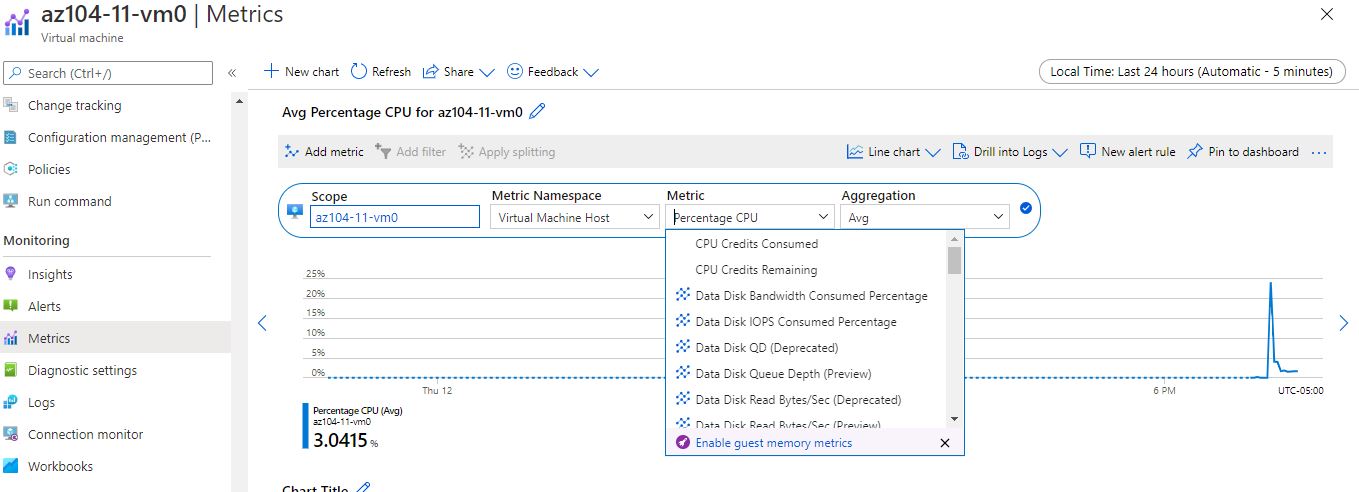 az104-11-vm0 | Metrics
Virtual machine
Search (Ctrl+/)
«
New chart Refresh Share Feedback
Local Time: Last 24 hours (Automatic - 5 minutes)
Change tracking
Configuration management (P...
Policies
Run command
Monitoring
Insights
Alerts
Metrics
Diagnostic settings
Logs
Connection monitor
Workbooks
Avg Percentage CPU for az104-11-vm0
Add metric Add filter Apply splitting Line chart Drill into Logs New alert rule Pin to dashboard ...
Scope Metric Namespace Metric Aggregation
az104-11-vm0 Virtual Machine Host Percentage CPU Avg
CPU Credits Consumed
CPU Credits Remaining
Data Disk Bandwidth Consumed Percentage
Data Disk IOPS Consumed Percentage
Data Disk QD (Deprecated)
Data Disk Queue Depth (Preview)
Data Disk Read Bytes/Sec (Deprecated)
Data Disk Read Bytes/Sec (Preview)
Enable guest memory metrics
25%
20%
15%
10%
5%
0%
Thu 12 6 PM UTC-05:00
Percentage CPU (Avg)
az104-11-vm0
3.0415 %
Chart Title